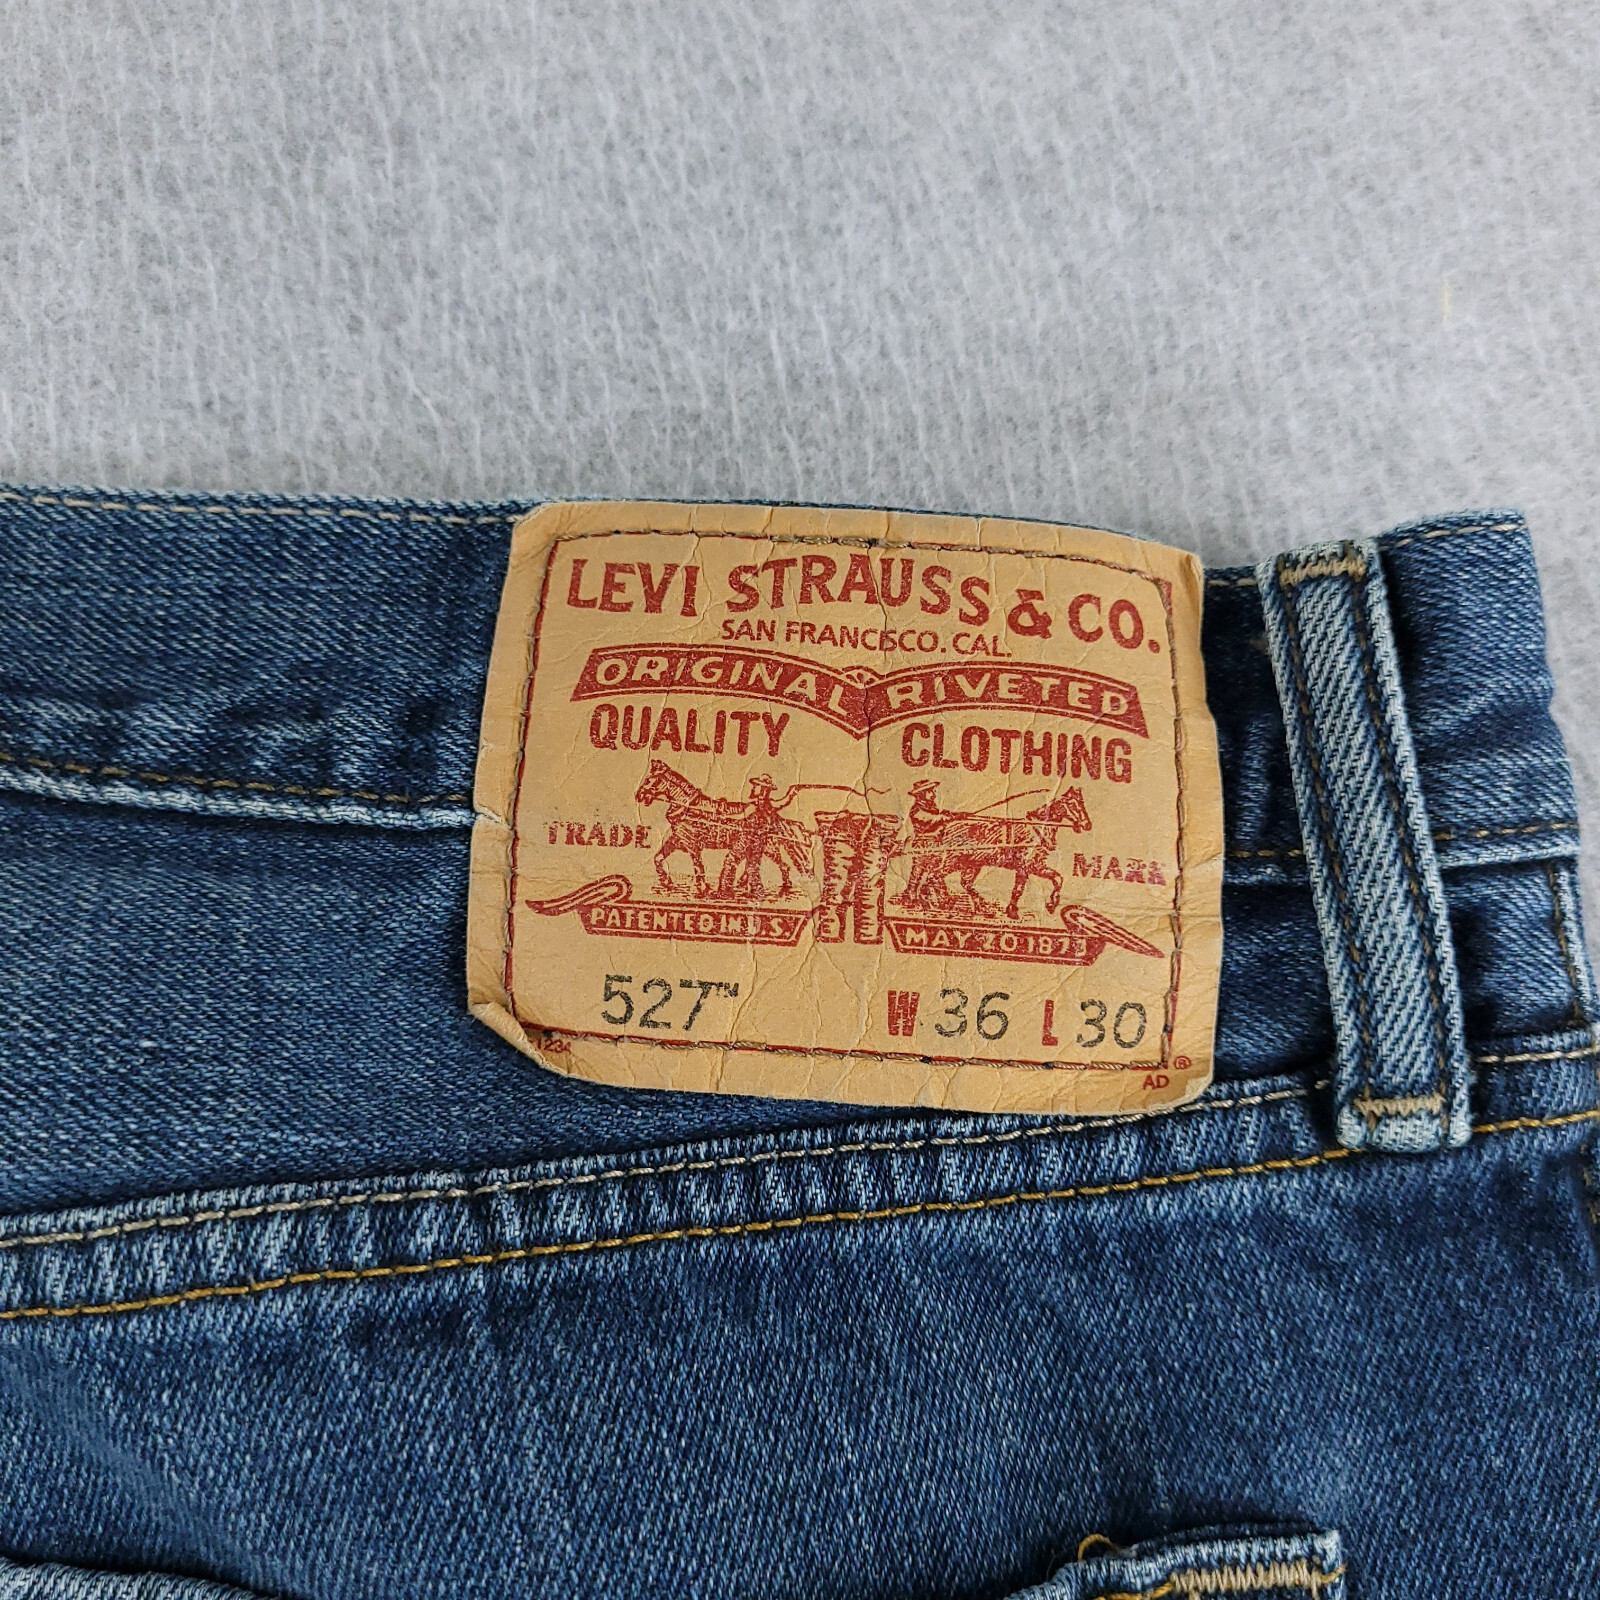 LEVI STRAUSS & CO.
SAN FRANCISCO. CAL.
ORIGINAL RIVETED
QUALITY CLOTHING
TRADE MARK
PATENTED IN U.S. MAY 20 1873
527™ W 36 L 30
1234 ®
AD